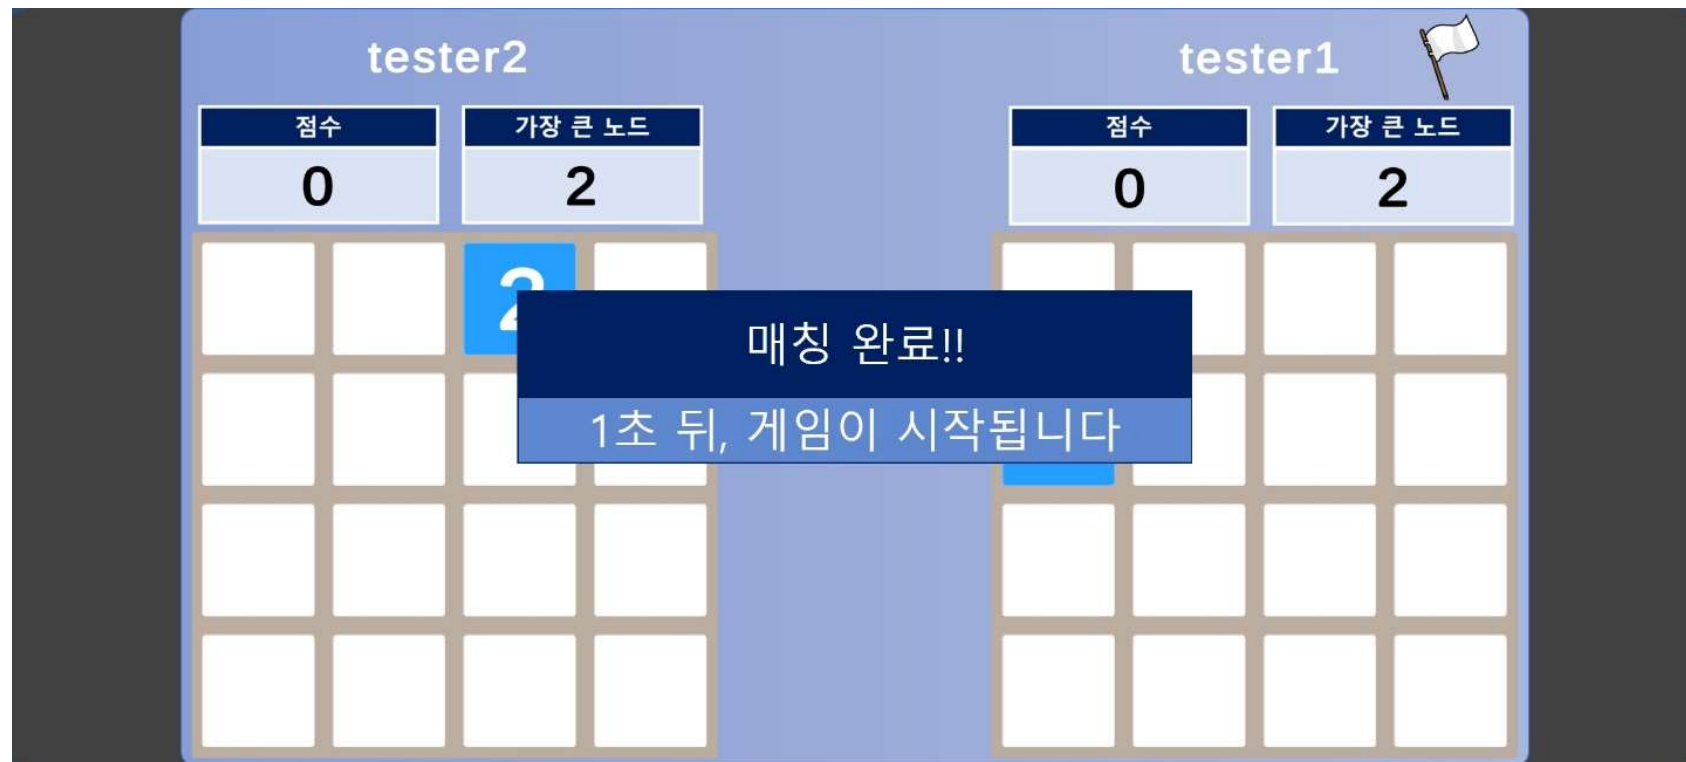 tester2
tester1
점수
가장 큰 노드
점수
가장 큰 노드
0
2
0
2
2
매칭 완료!!
1초 뒤, 게임이 시작됩니다